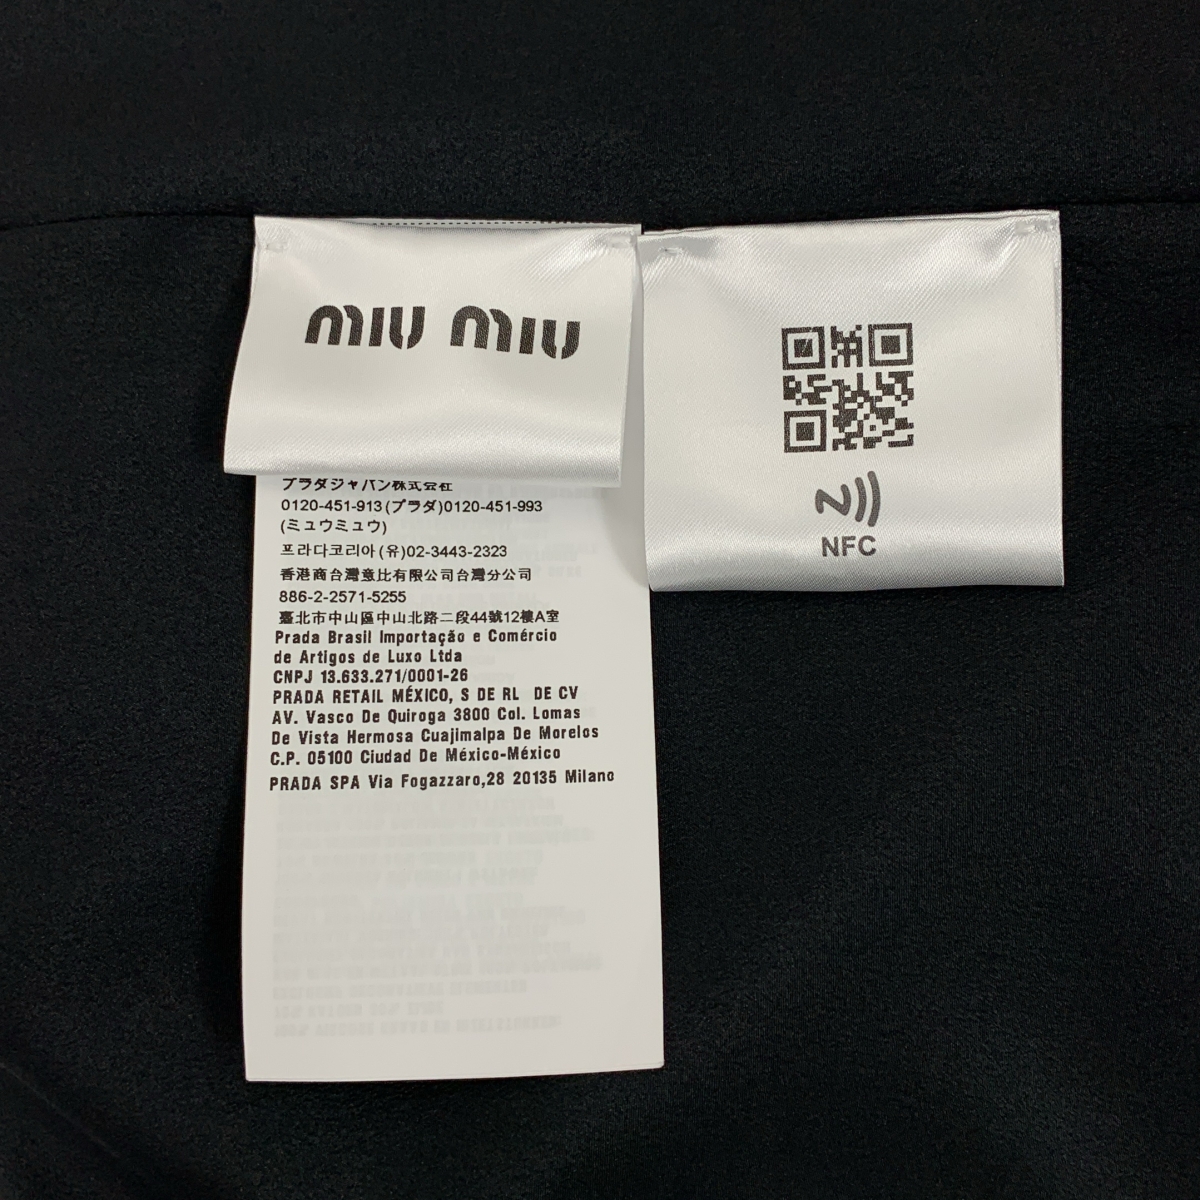 miu miu
プラダジャパン株式会社
0120-451-913(プラダ)0120-451-993
(ミュウミュウ)
프라다코리아(유)02-3443-2323
香港商台灣意比有限公司台灣分公司
886-2-2571-5255
臺北市中山區中山北路二段44號12樓A室
Prada Brasil Importação e Comércio
de Artigos de Luxo Ltda
CNPJ 13.633.271/0001-26
PRADA RETAIL MÉXICO, S DE RL DE CV
AV. Vasco De Quiroga 3800 Col. Lomas
De Vista Hermosa Cuajimalpa De Morelos
C.P. 05100 Ciudad De México-México
PRADA SPA Via Fogazzaro,28 20135 Milano
NFC